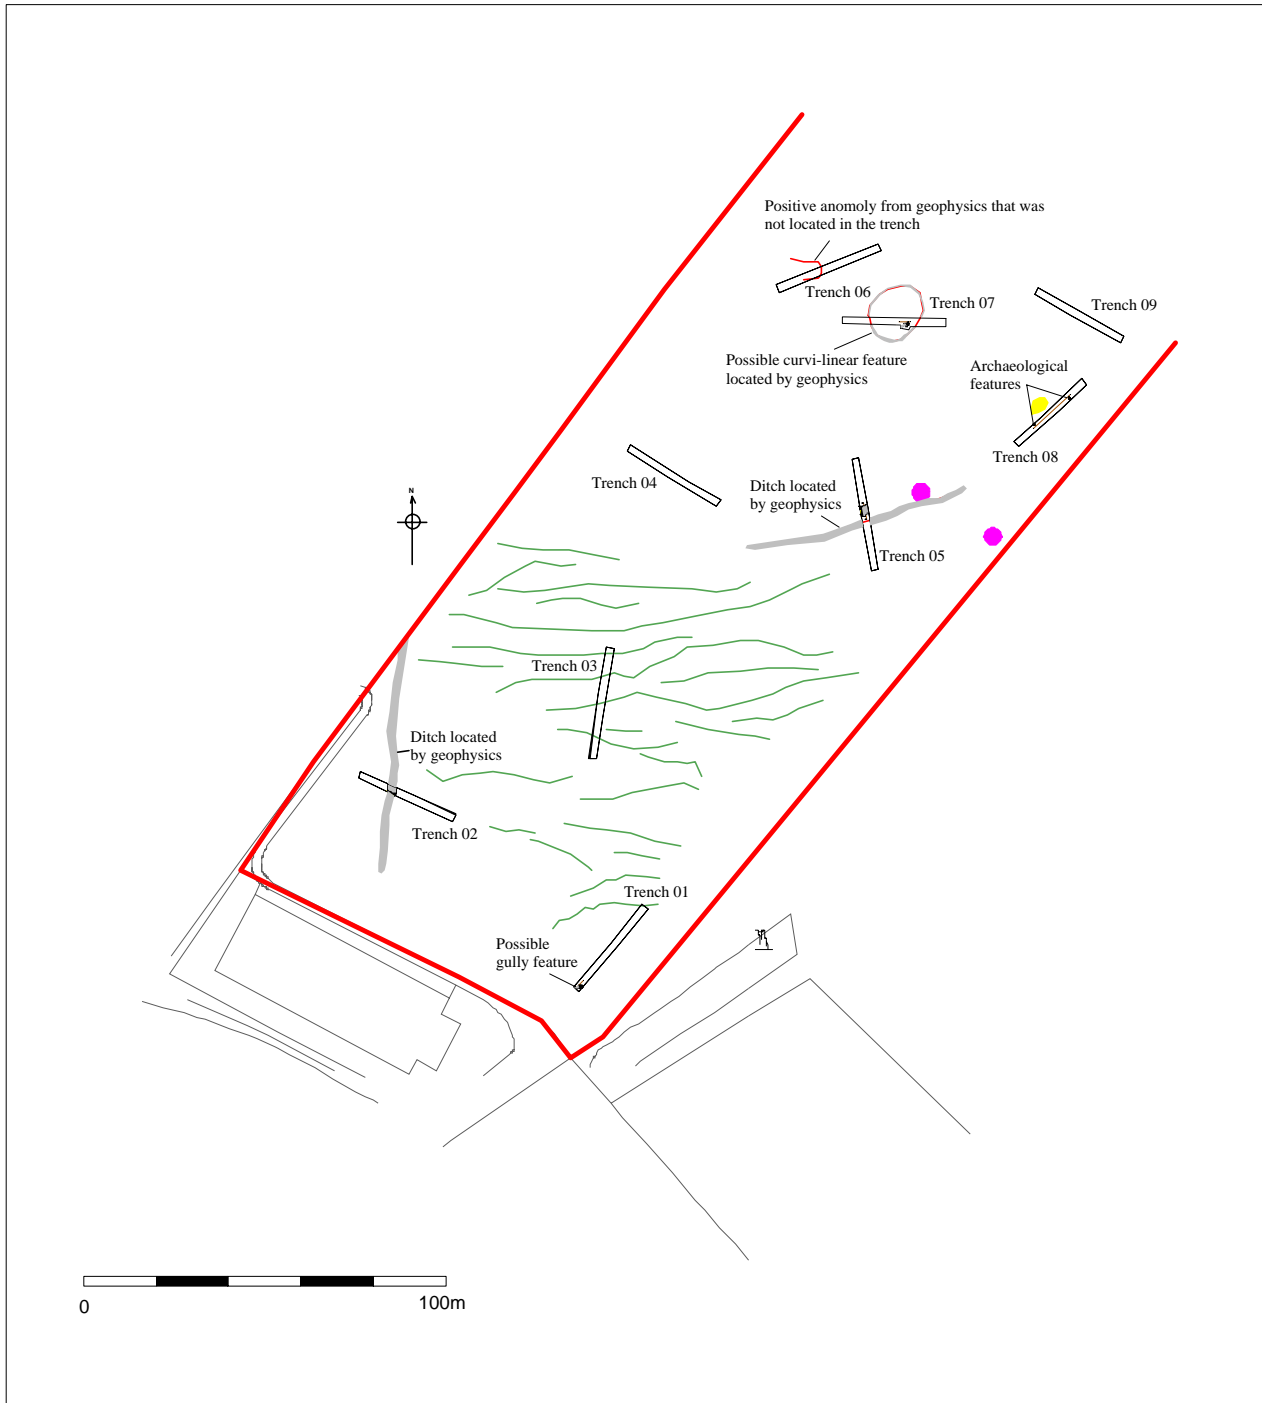 Positive anomoly from geophysics that was
not located in the trench
Trench 06
Trench 07
Trench 09
Possible curvi-linear feature
located by geophysics
Archaeological
features
Trench 08
Trench 04
Ditch located
by geophysics
N
Trench 05
Trench 03
Ditch located
by geophysics
Trench 02
Trench 01
Possible
gully feature
0
100m